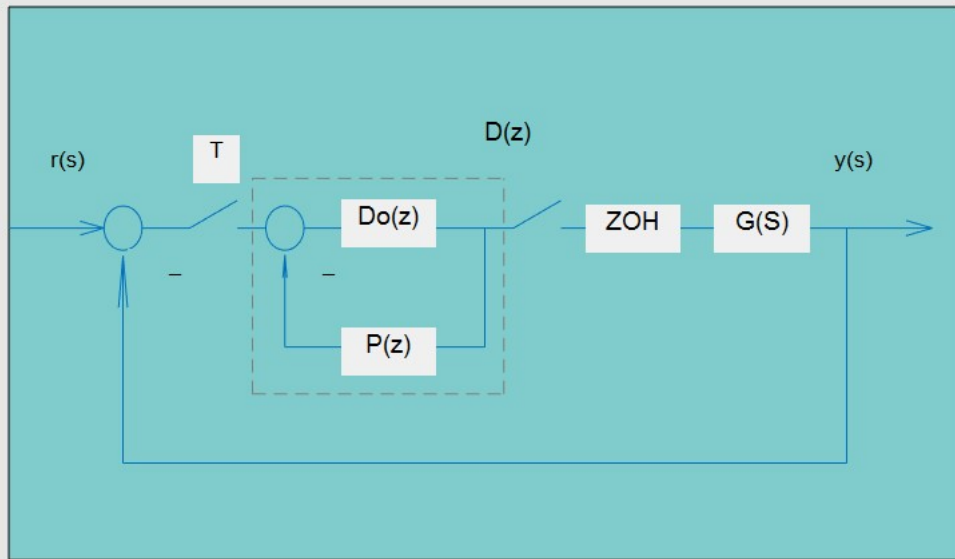 D(z)
r(s)
T
y(s)
Do(z)
ZOH
G(S)
–
–
P(z)